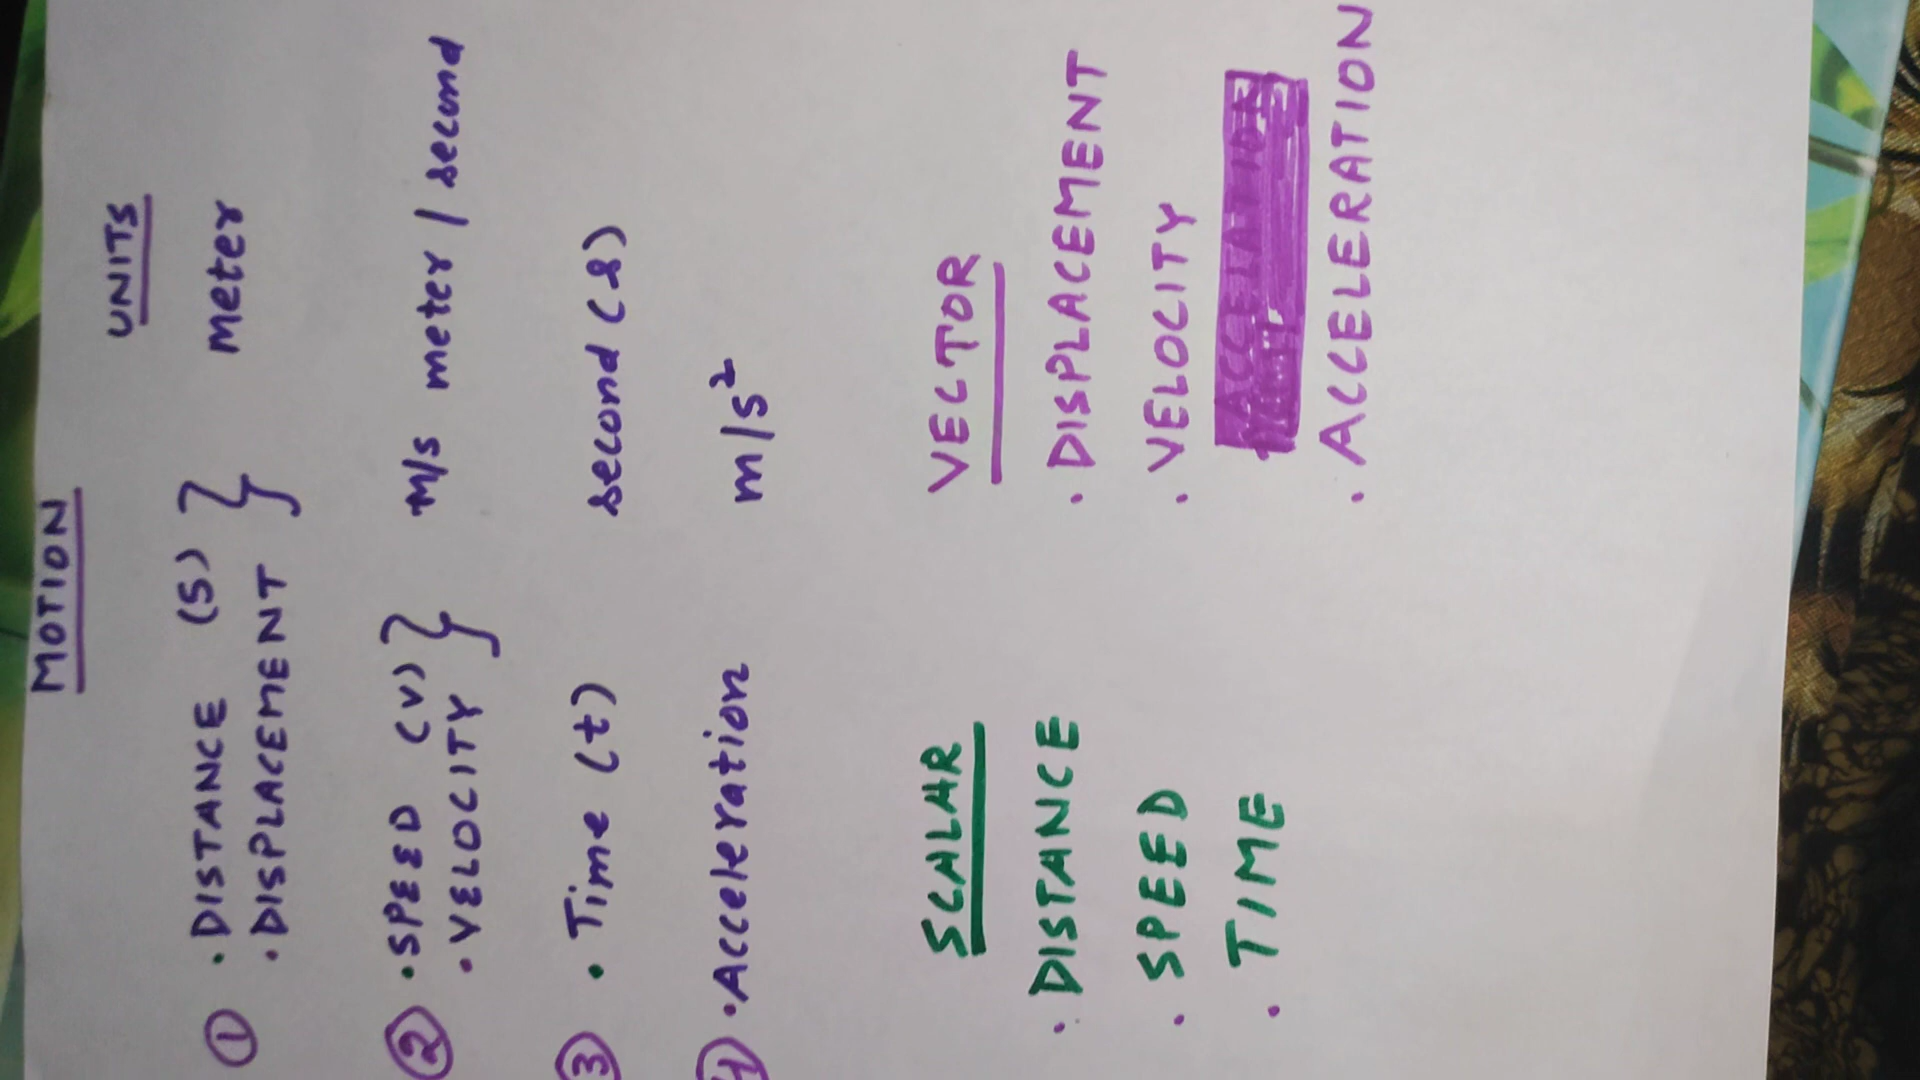 MOTION
UNITS
① • DISTANCE (S) } meter
• DISPLACEMENT
② • SPEED (V) } m/s meter / second
• VELOCITY
③ • Time (t) second (s)
④ • Acceleration m/s²
SCALAR VECTOR
• DISTANCE • DISPLACEMENT
• SPEED • VELOCITY
• TIME
• ACCELERATION